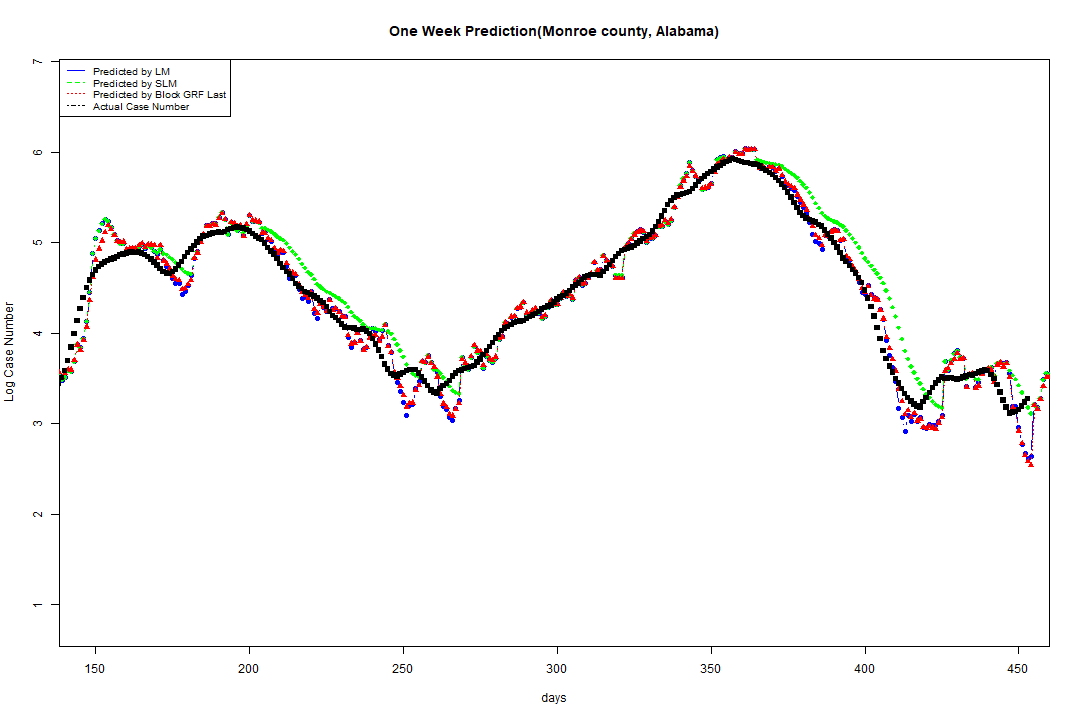 One Week Prediction(Monroe county, Alabama)
Predicted by LM
Predicted by SLM
Predicted by Block GRF Last
Actual Case Number
7
6
5
4
3
2
1
Log Case Number
150 200 250 300 350 400 450
days